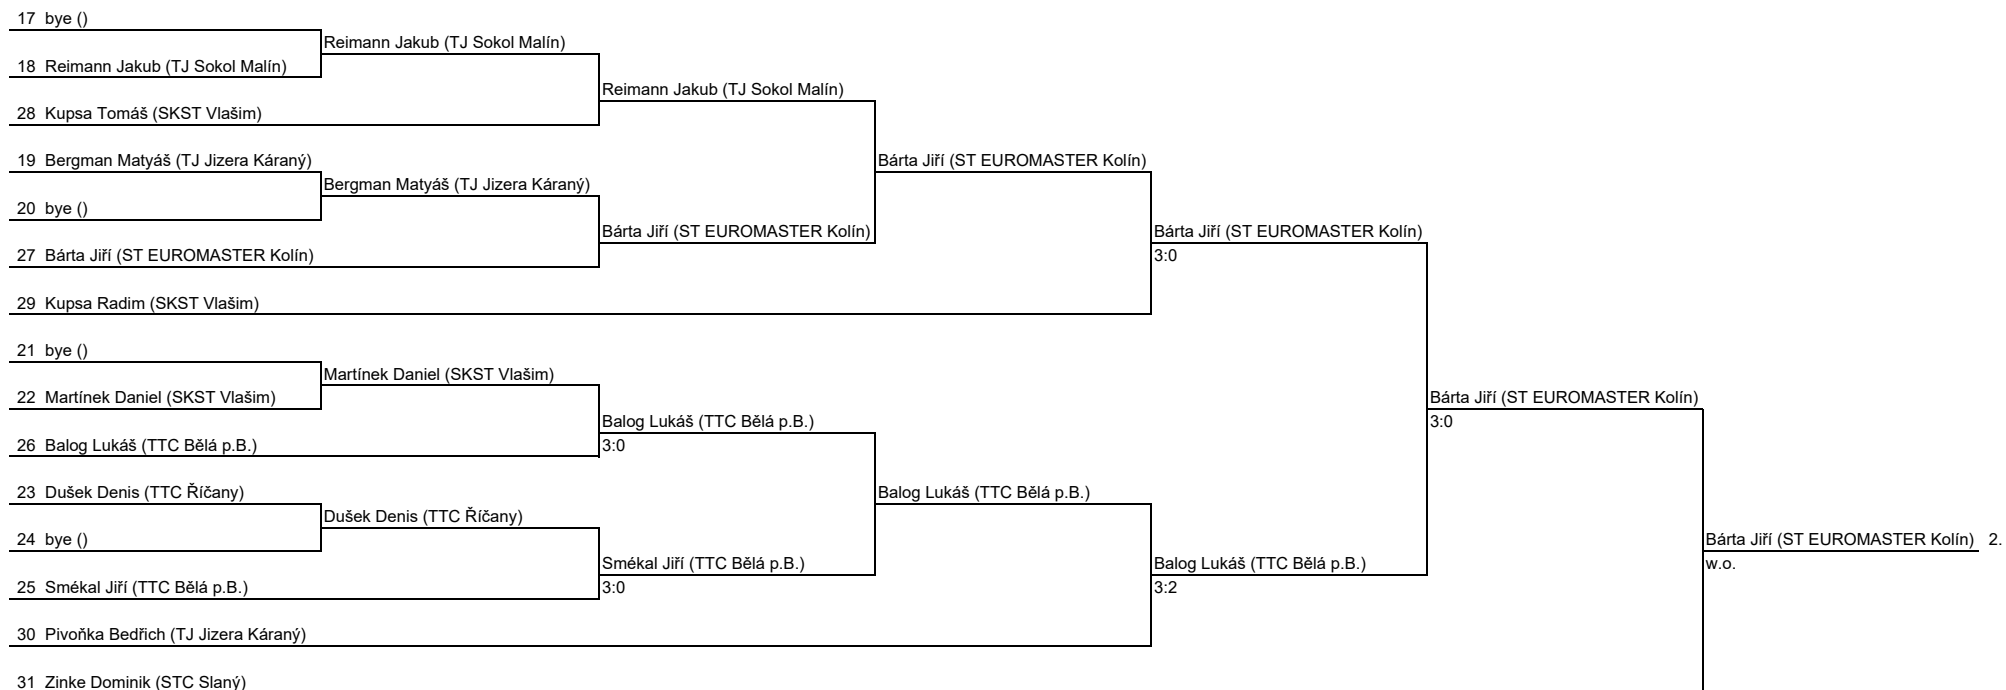 17 bye ()
Reimann Jakub (TJ Sokol Malín)
18 Reimann Jakub (TJ Sokol Malín)
Reimann Jakub (TJ Sokol Malín)
28 Kupsa Tomáš (SKST Vlašim)
19 Bergman Matyáš (TJ Jizera Káraný)
Bárta Jiří (ST EUROMASTER Kolín)
Bergman Matyáš (TJ Jizera Káraný)
20 bye ()
Bárta Jiří (ST EUROMASTER Kolín)
Bárta Jiří (ST EUROMASTER Kolín)
27 Bárta Jiří (ST EUROMASTER Kolín)
3:0
29 Kupsa Radim (SKST Vlašim)
21 bye ()
Martínek Daniel (SKST Vlašim)
22 Martínek Daniel (SKST Vlašim)
Bárta Jiří (ST EUROMASTER Kolín)
Balog Lukáš (TTC Bělá p.B.)
3:0
26 Balog Lukáš (TTC Bělá p.B.)
3:0
23 Dušek Denis (TTC Říčany)
Balog Lukáš (TTC Bělá p.B.)
Dušek Denis (TTC Říčany)
24 bye ()
Bárta Jiří (ST EUROMASTER Kolín) 2.
Smékal Jiří (TTC Bělá p.B.)
Balog Lukáš (TTC Bělá p.B.)
w.o.
25 Smékal Jiří (TTC Bělá p.B.)
3:0
3:2
30 Pivoňka Bedřich (TJ Jizera Káraný)
31 Zinke Dominik (STC Slaný)